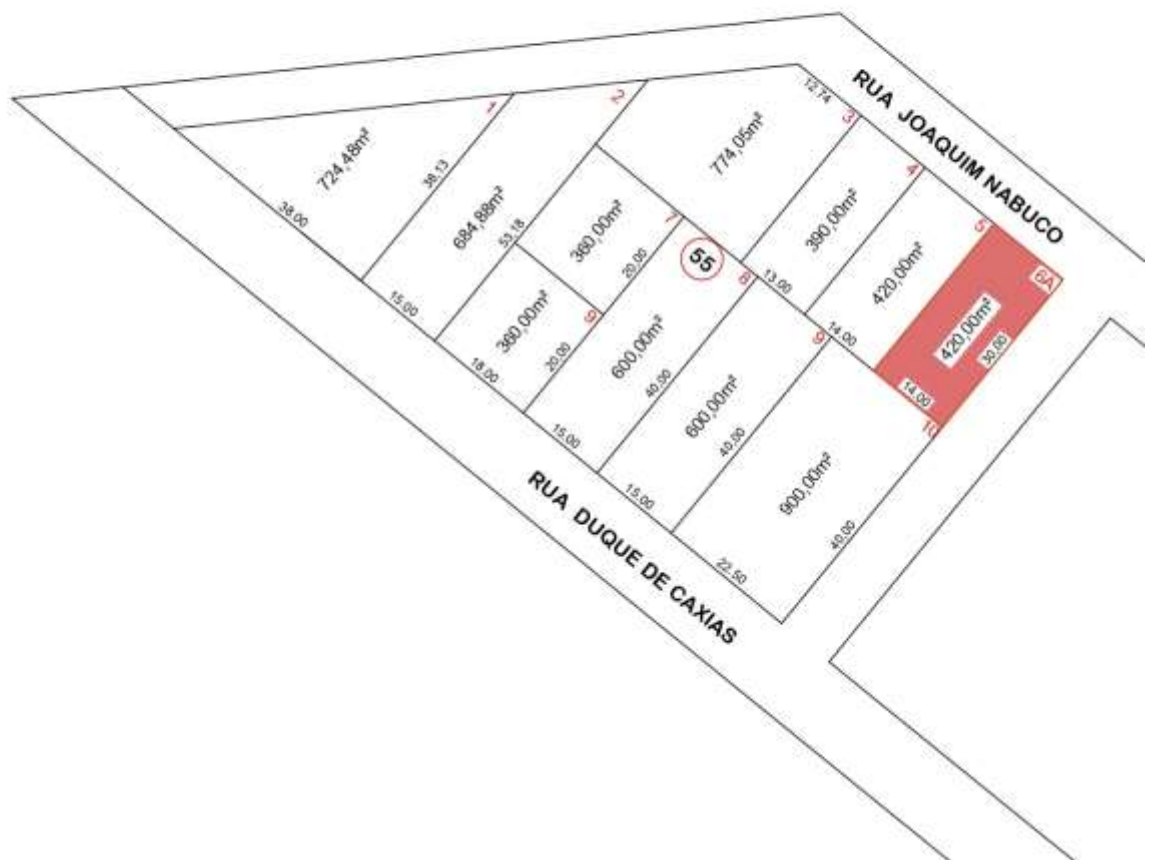 RUA JOAQUIM NABUCO
1
2
12.74
3
724,48m²
38,13
774,05m²
4
38.00
684,88m²
53,18
360,00m²
7
390,00m²
5
20,00
55
8
13.00
420,00m²
6A
15.00
360,00m²
9
420,00m²
30,00
18.00
20,00
600,00m²
40,00
9
14.00
14,00
10
15.00
600,00m²
40,00
900,00m²
15.00
40,00
22,50
RUA DUQUE DE CAXIAS